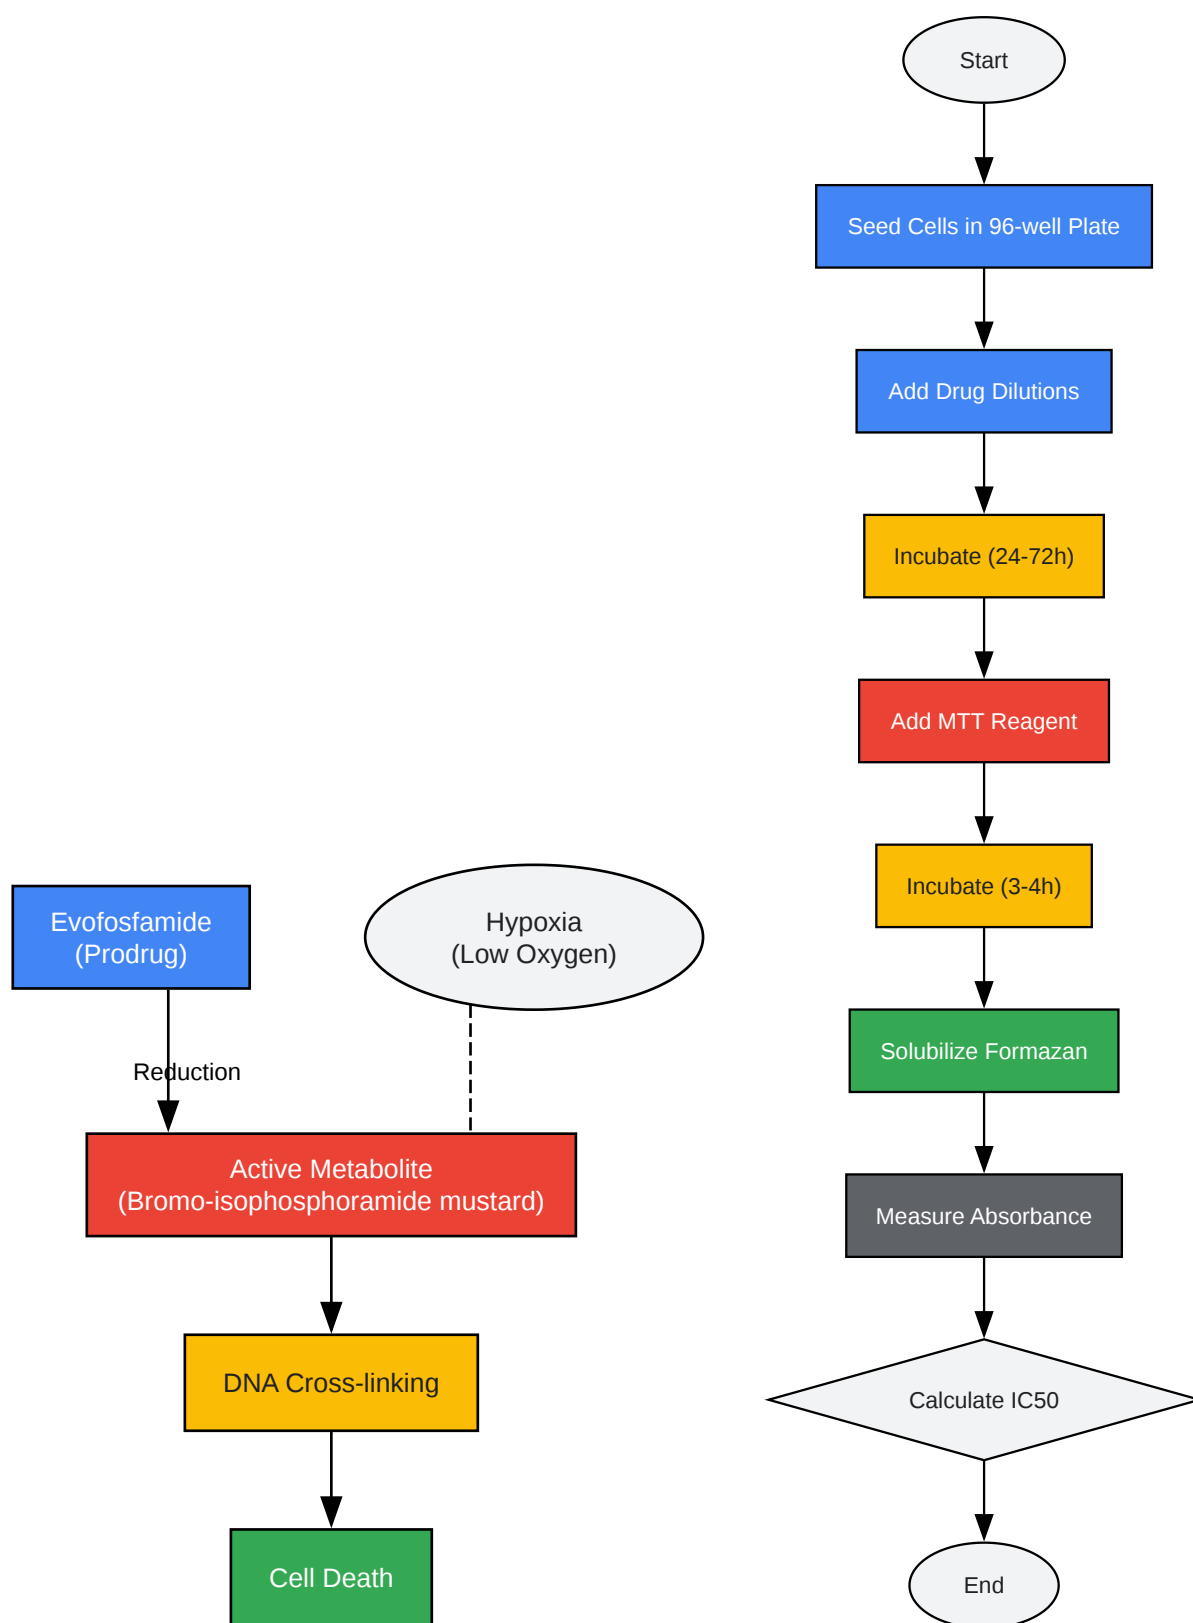 Start
Seed Cells in 96-well Plate
Add Drug Dilutions
Incubate (24-72h)
Add MTT Reagent
Incubate (3-4h)
Solubilize Formazan
Measure Absorbance
Calculate IC50
End
Evofosfamide
(Prodrug)
Hypoxia
(Low Oxygen)
Reduction
Active Metabolite
(Bromo-isophosphoramide mustard)
DNA Cross-linking
Cell Death